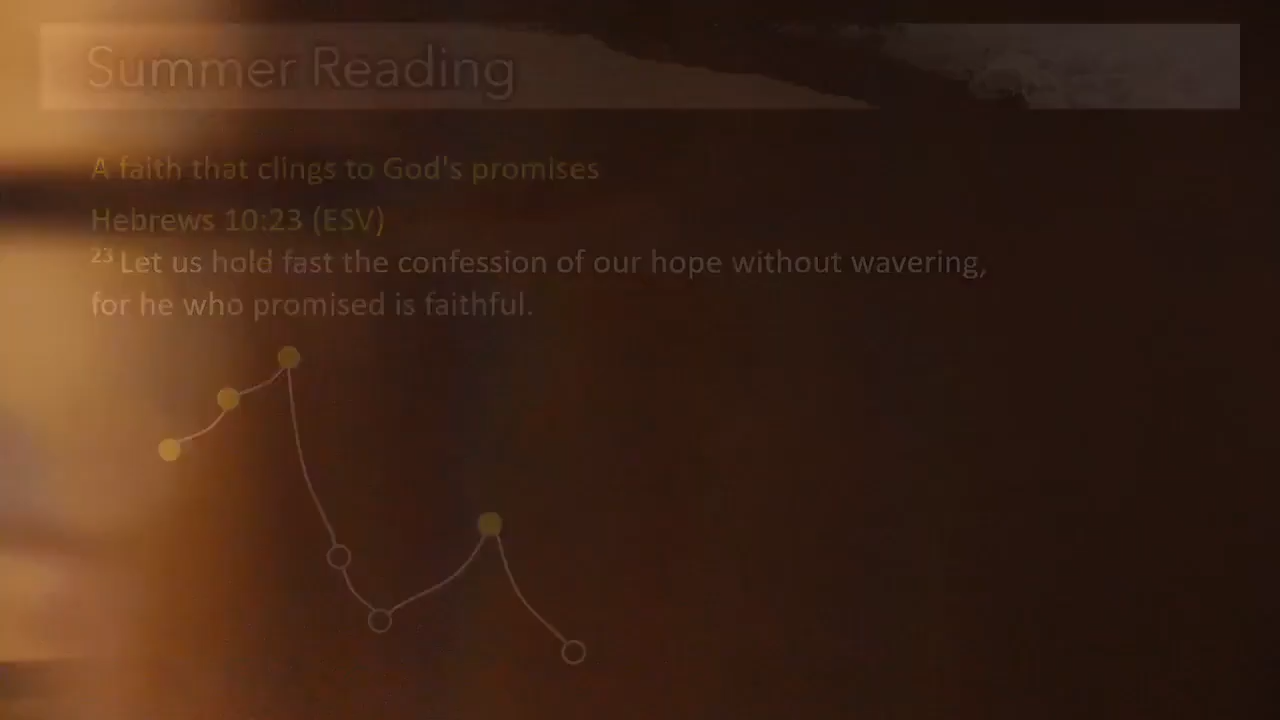 Summer Reading
A faith that clings to God's promises
Hebrews 10:23 (ESV)
23 Let us hold fast the confession of our hope without wavering,
for he who promised is faithful.